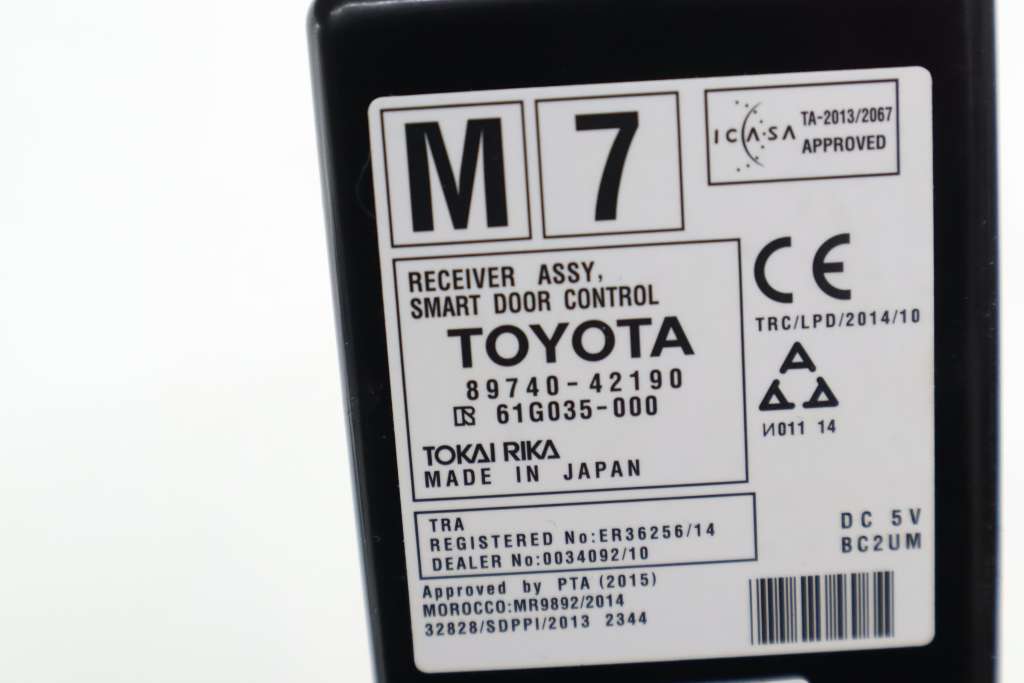 M 7
ICASA
TA-2013/2067
APPROVED
RECEIVER ASSY,
SMART DOOR CONTROL
TOYOTA
89740-42190
61G035-000
TOKAI RIKA
MADE IN JAPAN
CE
TRC/LPD/2014/10
И011 14
TRA
REGISTERED No:ER36256/14
DEALER No:0034092/10
DC 5V
BC2UM
Approved by PTA (2015)
MOROCCO:MR9892/2014
32828/SDPPI/2013 2344